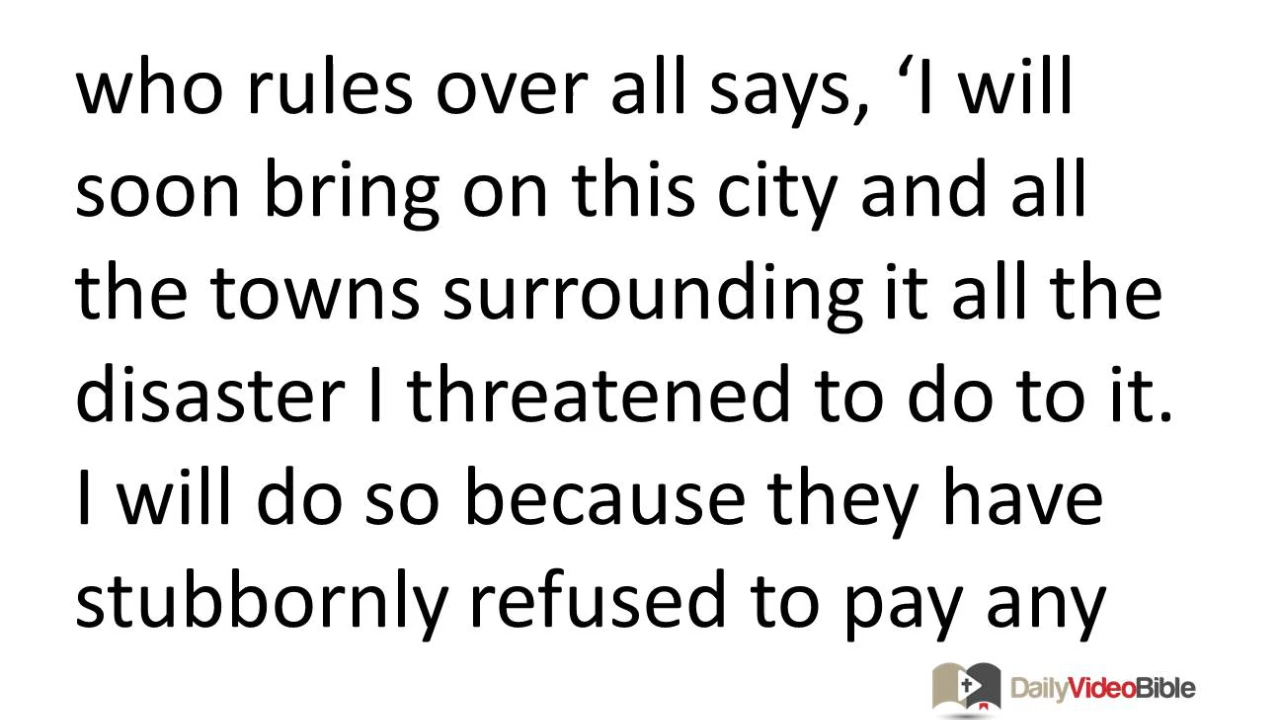 who rules over all says, ‘I will
soon bring on this city and all
the towns surrounding it all the
disaster I threatened to do to it.
I will do so because they have
stubbornly refused to pay any
DailyVideoBible